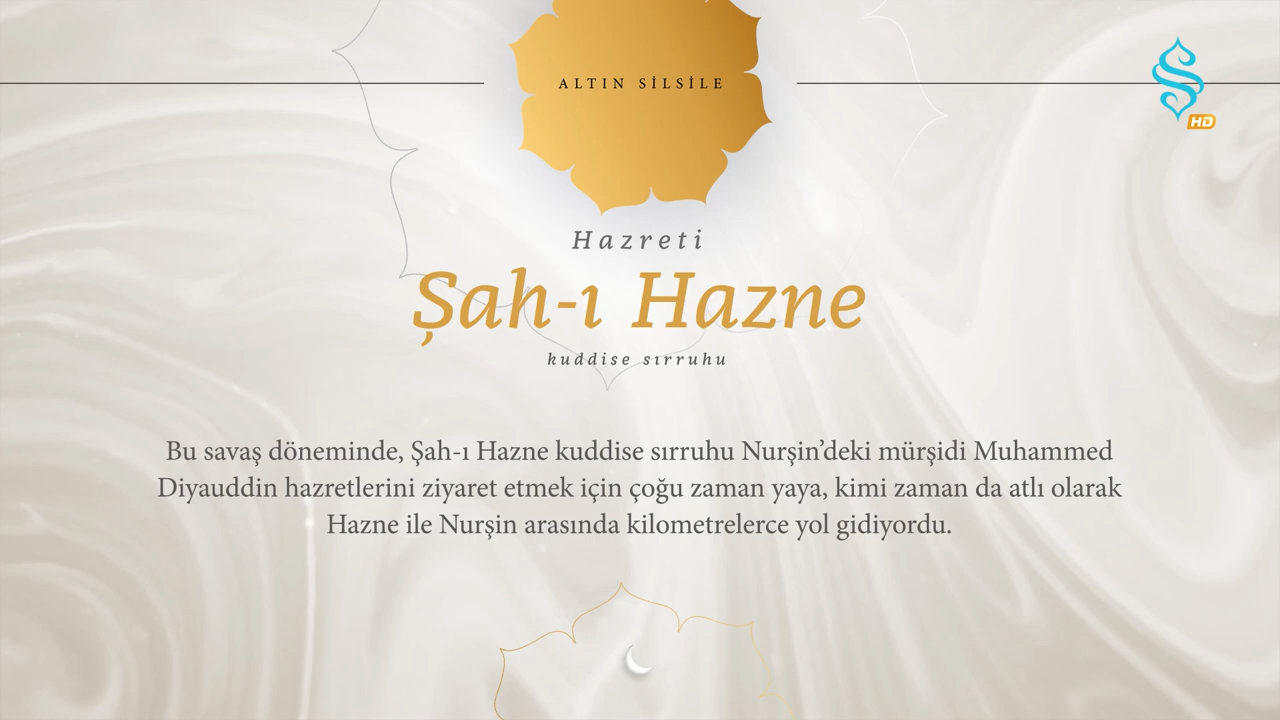 ALTIN SİLSİLE
HD
Hazreti
Şah-ı Hazne
kuddise sırruhu
Bu savaş döneminde, Şah-ı Hazne kuddise sırruhu Nurşin’deki mürşidi Muhammed
Diyauddin hazretlerini ziyaret etmek için çoğu zaman yaya, kimi zaman da atlı olarak
Hazne ile Nurşin arasında kilometrelerce yol gidiyordu.